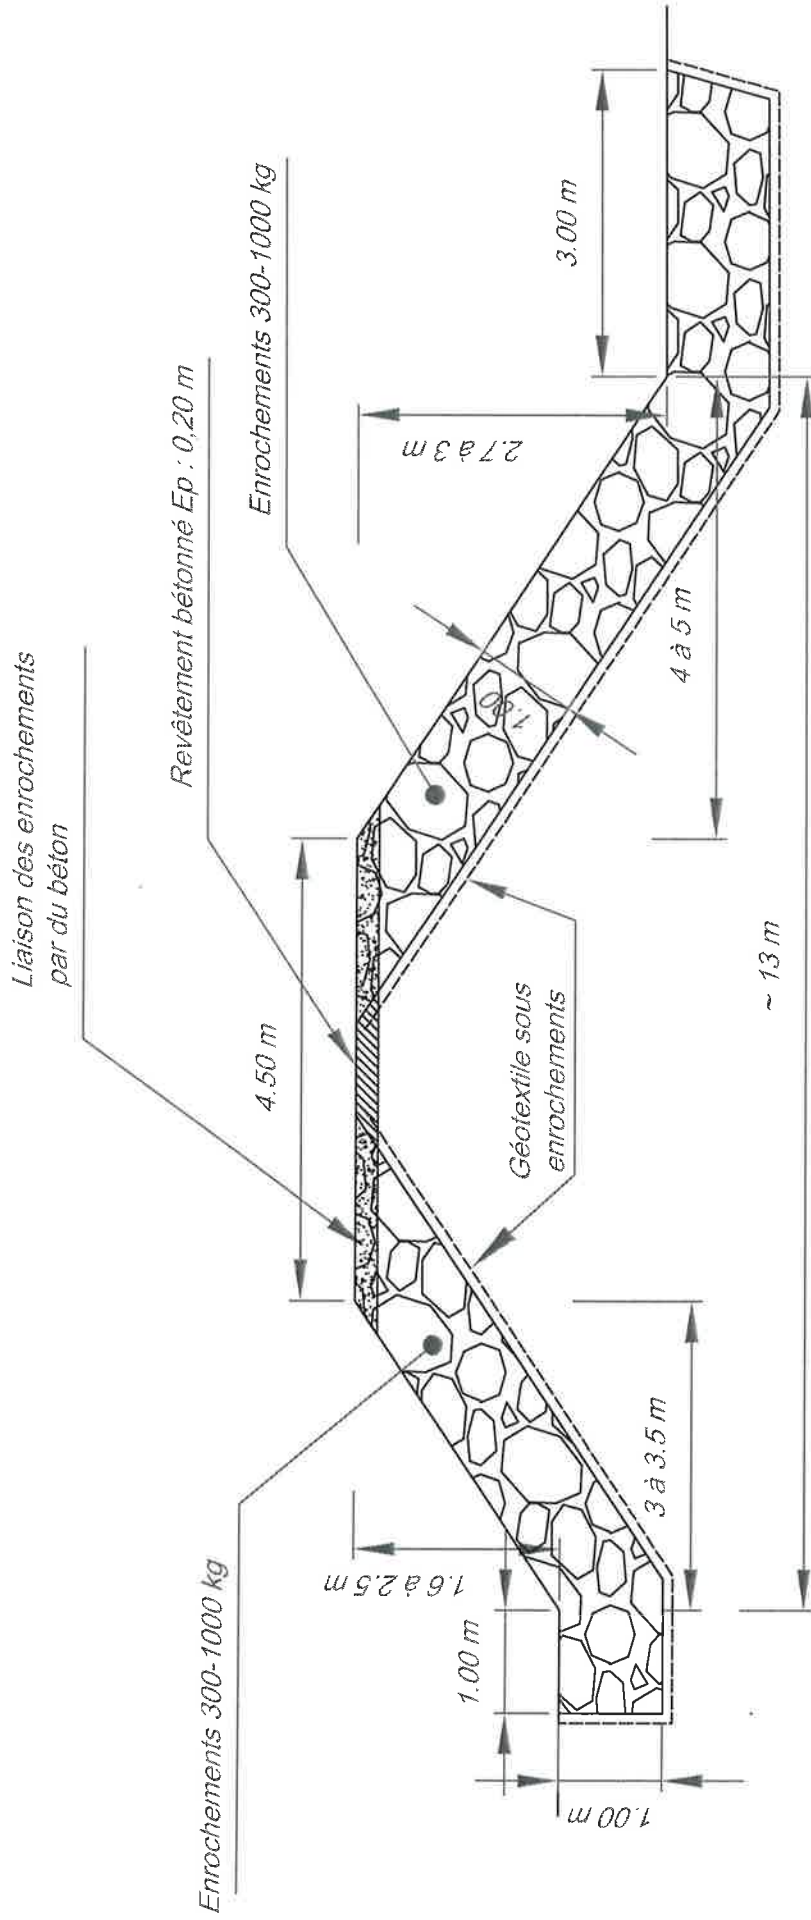 Liaison des enrochements
par du béton
Revêtement bétonné Ep : 0,20 m
Enrochements 300-1000 kg
Enrochements 300-1000 kg
4.50 m
3.00 m
2.7 à 3 m
1.6 à 2.5 m
1.00 m
1.00 m
Géotextile sous
enrochements
3 à 3.5 m
4 à 5 m
~ 13 m